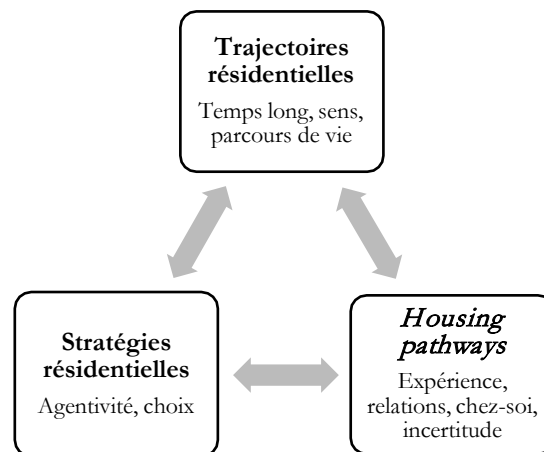 Trajectoires
résidentielles
Temps long, sens,
parcours de vie
Stratégies
résidentielles
Agentivité, choix
Housing
pathways
Expérience,
relations, chez-soi,
incertitude